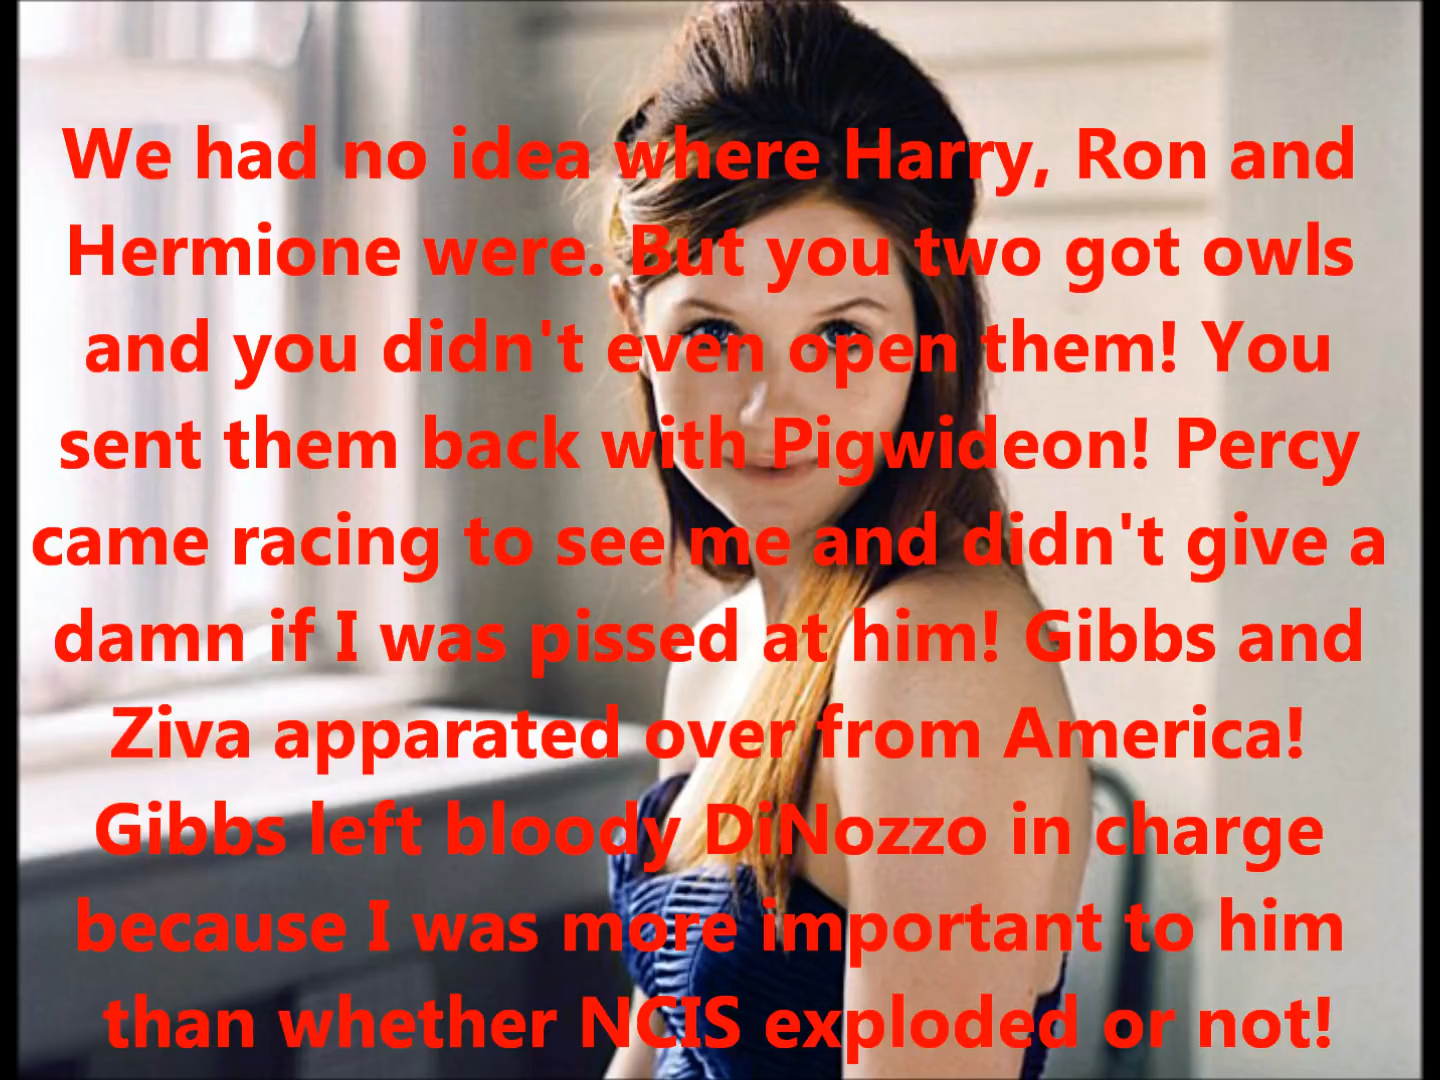 We had no idea where Harry, Ron and
Hermione were. But you two got owls
and you didn't even open them! You
sent them back with Pigwideon! Percy
came racing to see me and didn't give a
damn if I was pissed at him! Gibbs and
Ziva apparated over from America!
Gibbs left bloody DiNozzo in charge
because I was more important to him
than whether NCIS exploded or not!